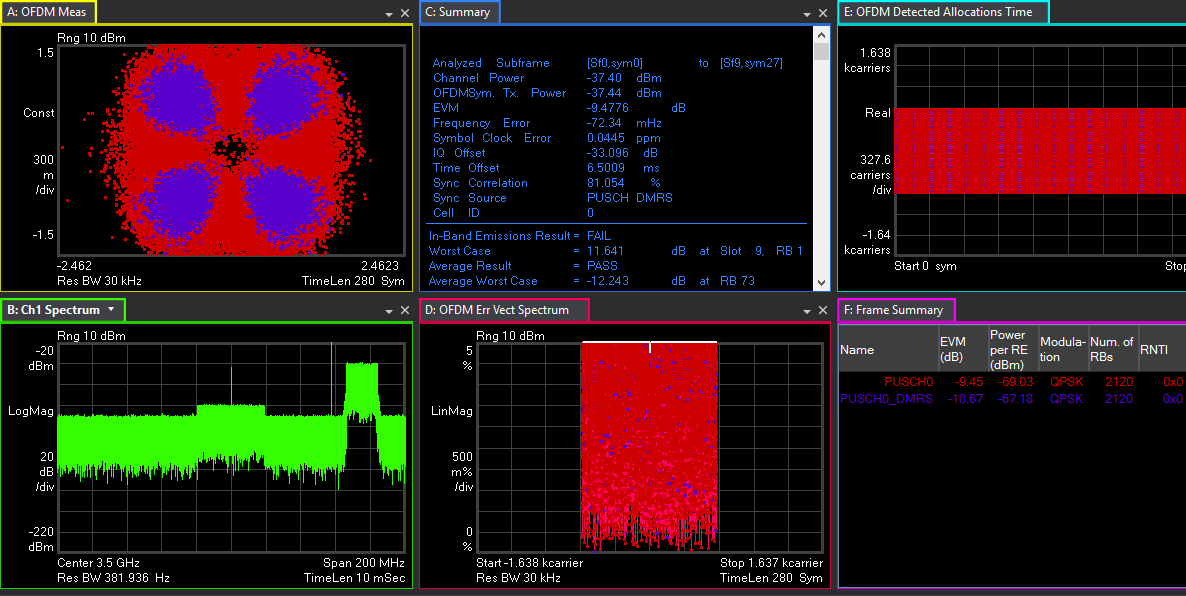 A: OFDM Meas
Rng 10 dBm
1.5
Const
300
m
/div
-1.5
-2.462
2.4623
Res BW 30 kHz
TimeLen 280 Sym
C: Summary
Analyzed Subframe [Sf0,sym0] to [Sf9,sym27]
Channel Power -37.40 dBm
OFDMSym. Tx. Power -37.44 dBm
EVM -9.4776 dB
Frequency Error -72.34 mHz
Symbol Clock Error 0.0445 ppm
IQ Offset -33.096 dB
Time Offset 6.5009 ms
Sync Correlation 81.054 %
Sync Source PUSCH DMRS
Cell ID 0
In-Band Emissions Result = FAIL
Worst Case = 11.641 dB at Slot 9, RB 1
Average Result = PASS
Average Worst Case = -12.243 dB at RB 73
E: OFDM Detected Allocations Time
1.638
kcarriers
Real
327.6
carriers
/div
-1.64
kcarriers
Start 0 sym
Stop
B: Ch1 Spectrum
Rng 10 dBm
-20
dBm
LogMag
20
dB
/div
-220
dBm
Center 3.5 GHz
Span 200 MHz
Res BW 381.936 Hz
TimeLen 10 mSec
D: OFDM Err Vect Spectrum
Rng 10 dBm
5
%
LinMag
500
m%
/div
0
%
Start -1.638 kcarrier
Stop 1.637 kcarrier
Res BW 30 kHz
TimeLen 280 Sym
F: Frame Summary
Name EVM (dB) Power per RE (dBm) Modula-tion Num. of RBs RNTI
PUSCH0 -9.45 -69.03 QPSK 2120 0x0
PUSCH0_DMRS -10.67 -67.18 QPSK 2120 0x0